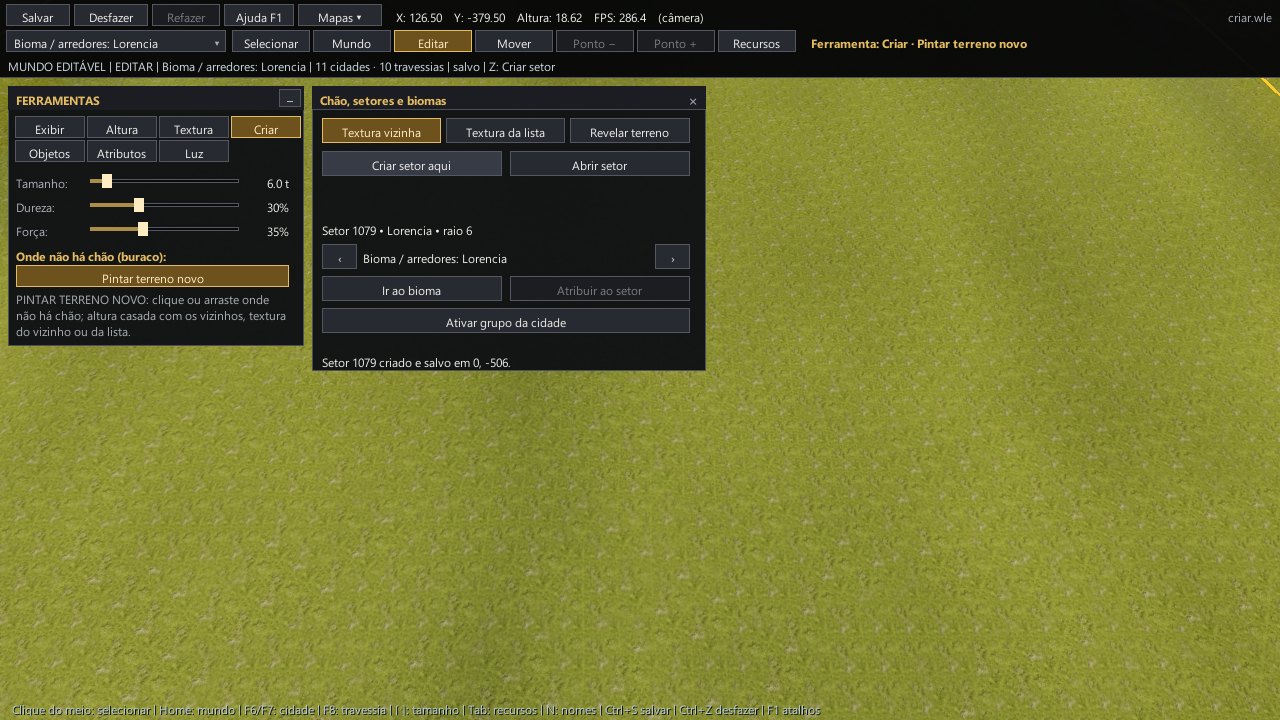 Salvar Desfazer Refazer Ajuda F1 Mapas ▾ X: 126.50 Y: -379.50 Altura: 18.62 FPS: 286.4 (câmera) criar.wle
Bioma / arredores: Lorencia ▾ Selecionar Mundo Editar Mover Ponto − Ponto + Recursos Ferramenta: Criar · Pintar terreno novo
MUNDO EDITÁVEL | EDITAR | Bioma / arredores: Lorencia | 11 cidades · 10 travessias | salvo | Z: Criar setor
FERRAMENTAS –
Exibir Altura Textura Criar
Objetos Atributos Luz
Tamanho: 6.0 t
Dureza: 30%
Força: 35%
Onde não há chão (buraco):
Pintar terreno novo
PINTAR TERRENO NOVO: clique ou arraste onde
não há chão; altura casada com os vizinhos, textura
do vizinho ou da lista.
Chão, setores e biomas ×
Textura vizinha Textura da lista Revelar terreno
Criar setor aqui Abrir setor
Setor 1079 • Lorencia • raio 6
‹ Bioma / arredores: Lorencia ›
Ir ao bioma Atribuir ao setor
Ativar grupo da cidade
Setor 1079 criado e salvo em 0, -506.
Clique do meio: selecionar | Home: mundo | F6/F7: cidade | F8: travessia | [ ]: tamanho | Tab: recursos | N: nomes | Ctrl+S salvar | Ctrl+Z desfazer | F1 atalhos